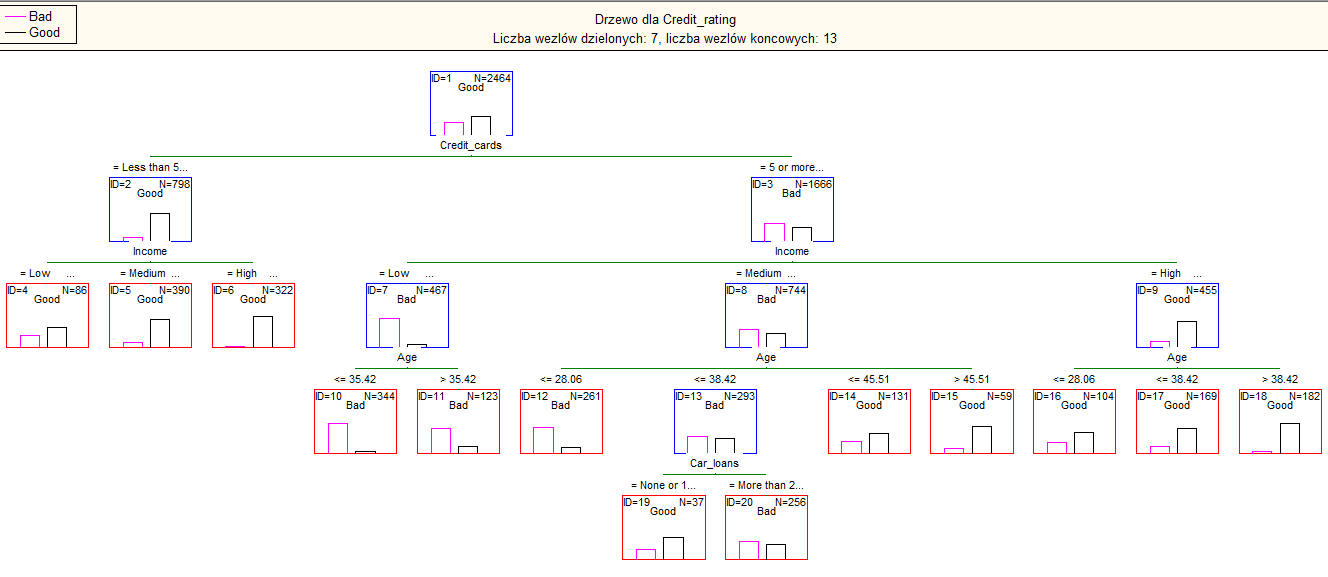 Bad
Good
Drzewo dla Credit_rating
Liczba wezlów dzielonych: 7, liczba wezlów koncowych: 13
ID=1 N=2464
Good
Credit_cards
= Less than 5... = 5 or more...
ID=2 N=798 ID=3 N=1666
Good Bad
Income Income
= Low ... = Medium ... = High ... = Low ... = Medium ... = High ...
ID=4 N=86 ID=5 N=390 ID=6 N=322 ID=7 N=467 ID=8 N=744 ID=9 N=455
Good Good Good Bad Bad Good
Age Age Age
<= 35.42 > 35.42 <= 28.06 <= 38.42 <= 45.51 > 45.51 <= 28.06 <= 38.42 > 38.42
ID=10 N=344 ID=11 N=123 ID=12 N=261 ID=13 N=293 ID=14 N=131 ID=15 N=59 ID=16 N=104 ID=17 N=169 ID=18 N=182
Bad Bad Bad Bad Good Good Good Good Good
Car_loans
= None or 1... = More than 2...
ID=19 N=37 ID=20 N=256
Good Bad